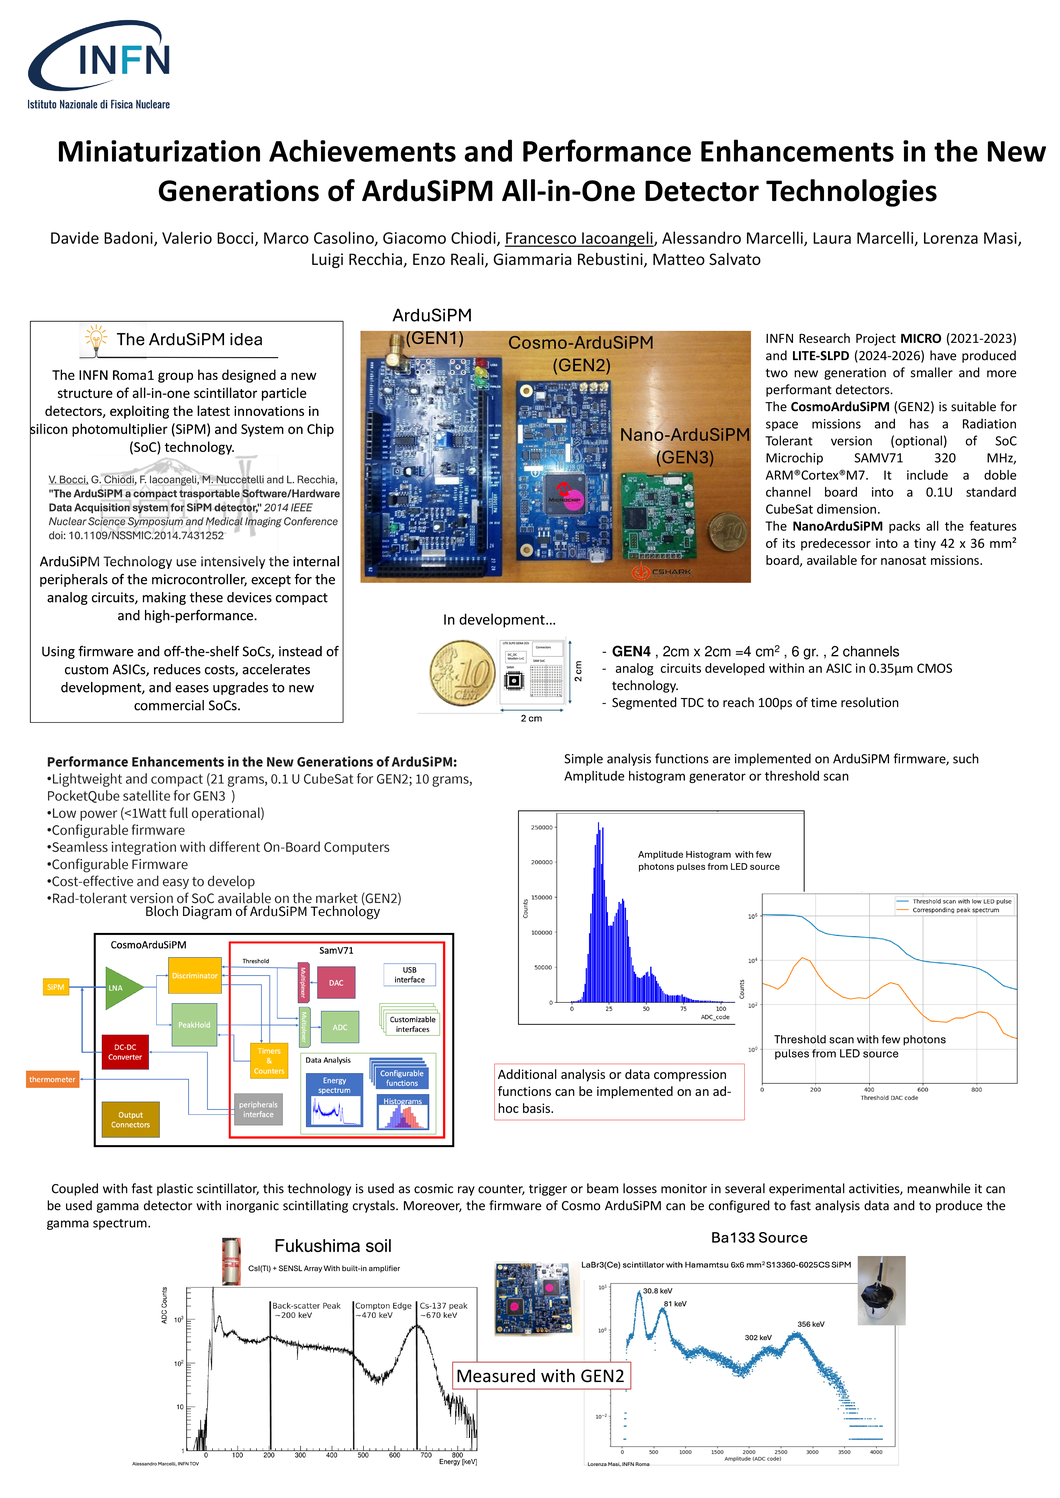 INFN
Istituto Nazionale di Fisica Nucleare
Miniaturization Achievements and Performance Enhancements in the New
Generations of ArduSiPM All-in-One Detector Technologies
Davide Badoni, Valerio Bocci, Marco Casolino, Giacomo Chiodi, Francesco Iacoangeli, Alessandro Marcelli, Laura Marcelli, Lorenza Masi,
Luigi Recchia, Enzo Reali, Giammaria Rebustini, Matteo Salvato
The ArduSiPM idea
The INFN Roma1 group has designed a new
structure of all-in-one scintillator particle
detectors, exploiting the latest innovations in
silicon photomultiplier (SiPM) and System on Chip
(SoC) technology.
V. Bocci, G. Chiodi, F. Iacoangeli, M. Nuccetelli and L. Recchia,
"The ArduSiPM a compact trasportable Software/Hardware
Data Acquisition system for SiPM detector," 2014 IEEE
Nuclear Science Symposium and Medical Imaging Conference
doi: 10.1109/NSSMIC.2014.7431252
ArduSiPM Technology use intensively the internal
peripherals of the microcontroller, except for the
analog circuits, making these devices compact
and high-performance.
Using firmware and off-the-shelf SoCs, instead of
custom ASICs, reduces costs, accelerates
development, and eases upgrades to new
commercial SoCs.
ArduSiPM
(GEN1)
Cosmo-ArduSiPM
(GEN2)
Nano-ArduSiPM
(GEN3)
MICROCHIP
CSHARK
INFN Research Project MICRO (2021-2023)
and LITE-SLPD (2024-2026) have produced
two new generation of smaller and more
performant detectors.
The CosmoArduSiPM (GEN2) is suitable for
space missions and has a Radiation
Tolerant version (optional) of SoC
Microchip SAMV71 320 MHz,
ARM®Cortex®M7. It include a doble
channel board into a 0.1U standard
CubeSat dimension.
The NanoArduSiPM packs all the features
of its predecessor into a tiny 42 x 36 mm²
board, available for nanosat missions.
In development...
10
2 cm
2 cm
- GEN4 , 2cm x 2cm =4 cm² , 6 gr. , 2 channels
- analog circuits developed within an ASIC in 0.35µm CMOS
technology.
- Segmented TDC to reach 100ps of time resolution
Performance Enhancements in the New Generations of ArduSiPM:
•Lightweight and compact (21 grams, 0.1 U CubeSat for GEN2; 10 grams,
PocketQube satellite for GEN3 )
•Low power (<1Watt full operational)
•Configurable firmware
•Seamless integration with different On-Board Computers
•Configurable Firmware
•Cost-effective and easy to develop
•Rad-tolerant version of SoC available on the market (GEN2)
Bloch Diagram of ArduSiPM Technology
CosmoArduSiPM
SamV71
SiPM
LNA
Discriminator
Threshold
Multiplexer
DAC
USB
interface
PeakHold
Multiplexer
ADC
Customizable
interfaces
DC-DC
Converter
Timers
&
Counters
Data Analysis
Energy
spectrum
Configurable
functions
Histograms
thermometer
peripherals
interface
Output
Connectors
Simple analysis functions are implemented on ArduSiPM firmware, such
Amplitude histogram generator or threshold scan
Amplitude Histogram with few
photons pulses from LED source
250000
200000
150000
100000
50000
0
Counts
0 25 50 75 100
ADC_code
Threshold scan with low LED pulse
Corresponding peak spectrum
10⁶
10⁴
10²
10⁰
Counts
Threshold scan with few photons
pulses from LED source
0 200 400 600 800
Threshold DAC code
Additional analysis or data compression
functions can be implemented on an ad-
hoc basis.
Coupled with fast plastic scintillator, this technology is used as cosmic ray counter, trigger or beam losses monitor in several experimental activities, meanwhile it can
be used gamma detector with inorganic scintillating crystals. Moreover, the firmware of Cosmo ArduSiPM can be configured to fast analysis data and to produce the
gamma spectrum.
Fukushima soil
CsI(Tl) + SENSL Array With built-in amplifier
ADC Counts
Back-scatter Peak
~200 keV
Compton Edge
~470 keV
Cs-137 peak
~670 keV
10³
10²
10
1
0 100 200 300 400 500 600 700 800
Energy [keV]
Alessandro Marcelli, INFN TOV
Measured with GEN2
Ba133 Source
LaBr3(Ce) scintillator with Hamamtsu 6x6 mm² S13360-6025CS SiPM
30.8 keV
81 keV
302 keV
356 keV
10¹
10⁰
10⁻²
0 500 1000 1500 2000 2500 3000 3500 4000
Amplitude (ADC code)
Lorenza Masi, INFN Roma